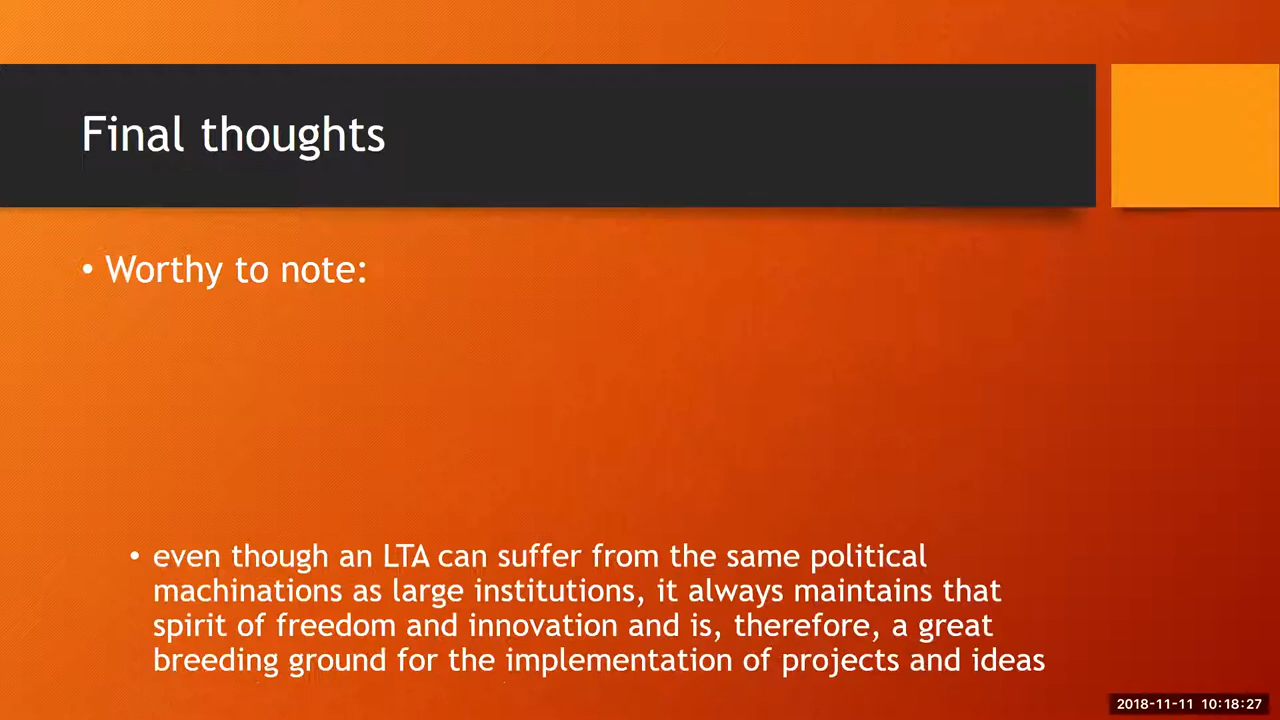 Final thoughts
• Worthy to note:
• even though an LTA can suffer from the same political
machinations as large institutions, it always maintains that
spirit of freedom and innovation and is, therefore, a great
breeding ground for the implementation of projects and ideas
2018-11-11 10:18:27